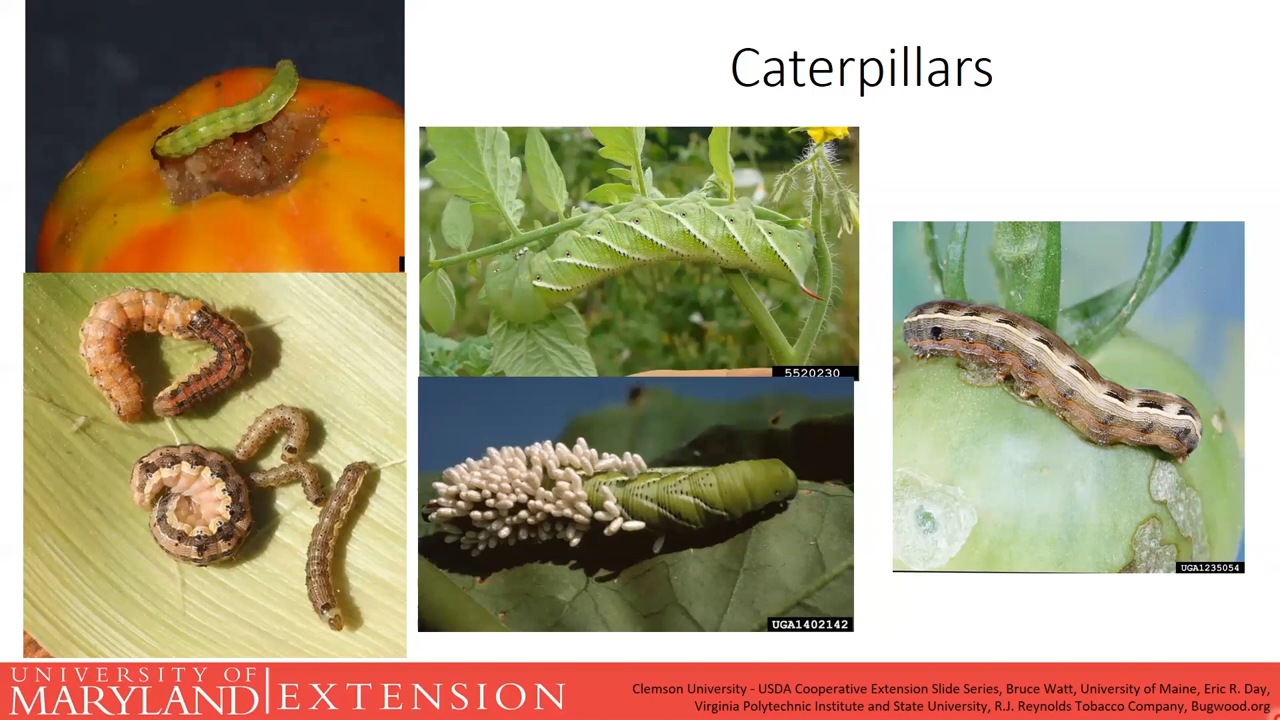 Caterpillars
5520230
UGA1235054
UGA1402142
UNIVERSITY OF
MARYLAND
EXTENSION
Clemson University - USDA Cooperative Extension Slide Series, Bruce Watt, University of Maine, Eric R. Day,
Virginia Polytechnic Institute and State University, R.J. Reynolds Tobacco Company, Bugwood.org